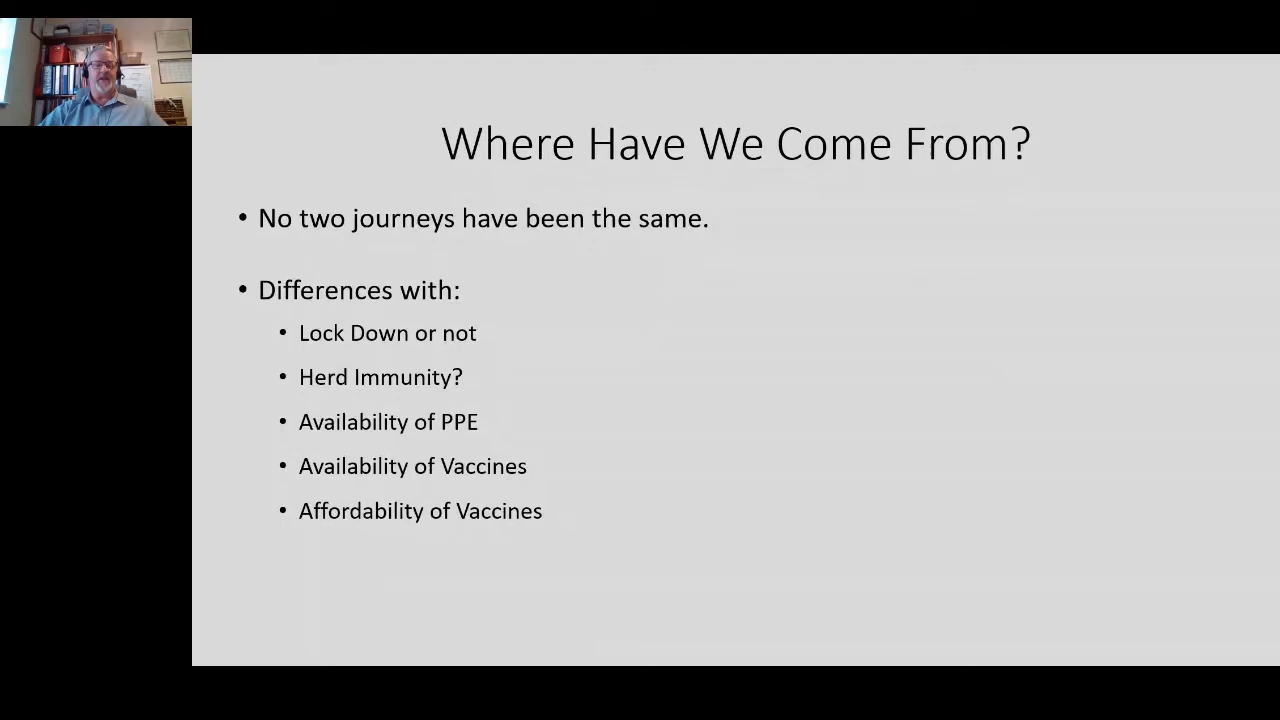 Where Have We Come From?
• No two journeys have been the same.
• Differences with:
• Lock Down or not
• Herd Immunity?
• Availability of PPE
• Availability of Vaccines
• Affordability of Vaccines